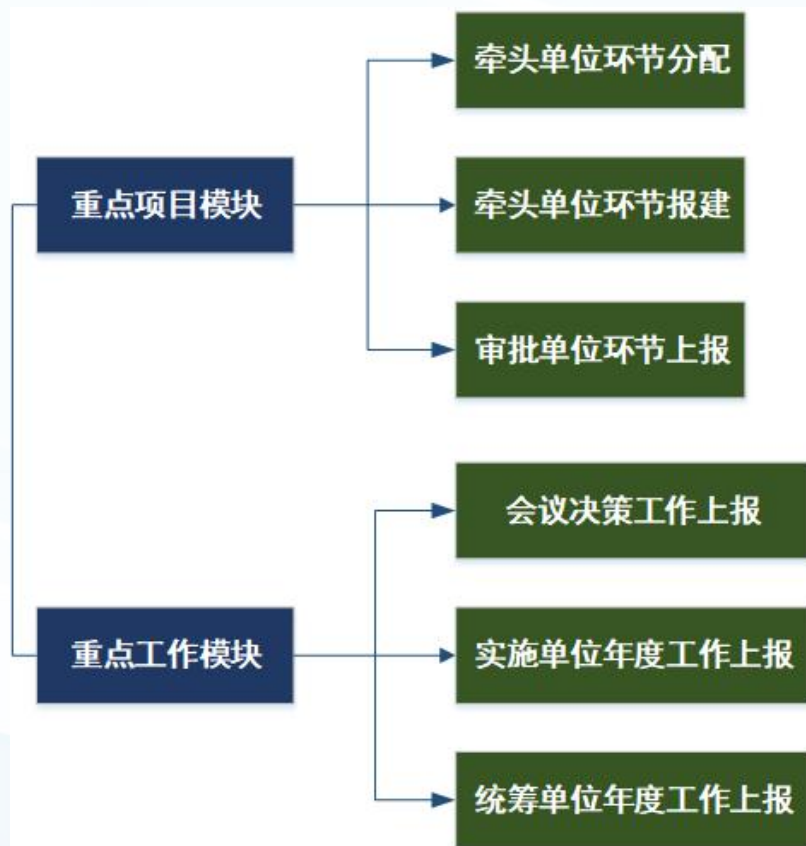 重点项目模块
牵头单位环节分配
牵头单位环节报建
审批单位环节上报
重点工作模块
会议决策工作上报
实施单位年度工作上报
统筹单位年度工作上报